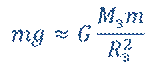 mg ≈ G M₃m / R₃²